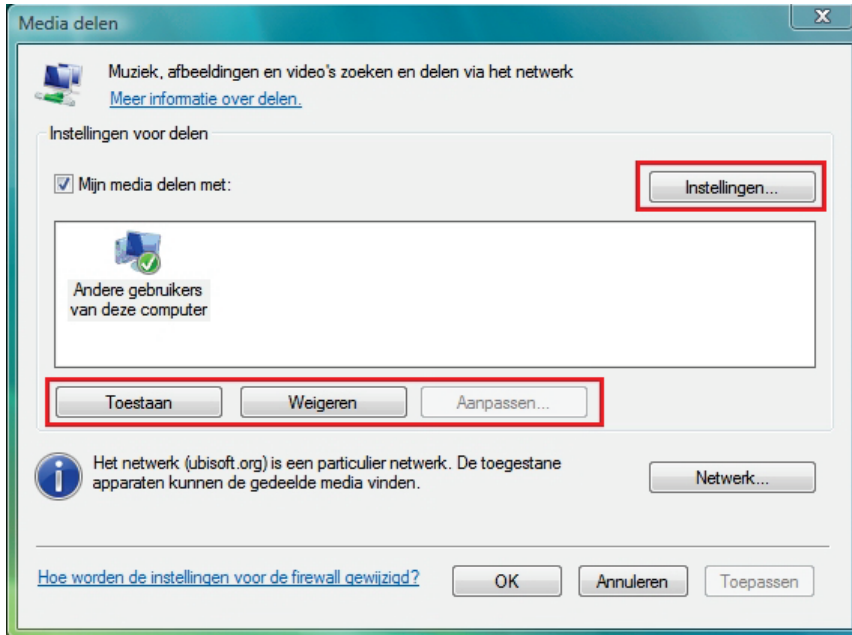 Media delen
Muziek, afbeeldingen en video's zoeken en delen via het netwerk
Meer informatie over delen.
Instellingen voor delen
Mijn media delen met:
Instellingen...
Andere gebruikers
van deze computer
Toestaan
Weigeren
Aanpassen...
Het netwerk (ubisoft.org) is een particulier netwerk. De toegestane
apparaten kunnen de gedeelde media vinden.
Netwerk...
Hoe worden de instellingen voor de firewall gewijzigd?
OK
Annuleren
Toepassen